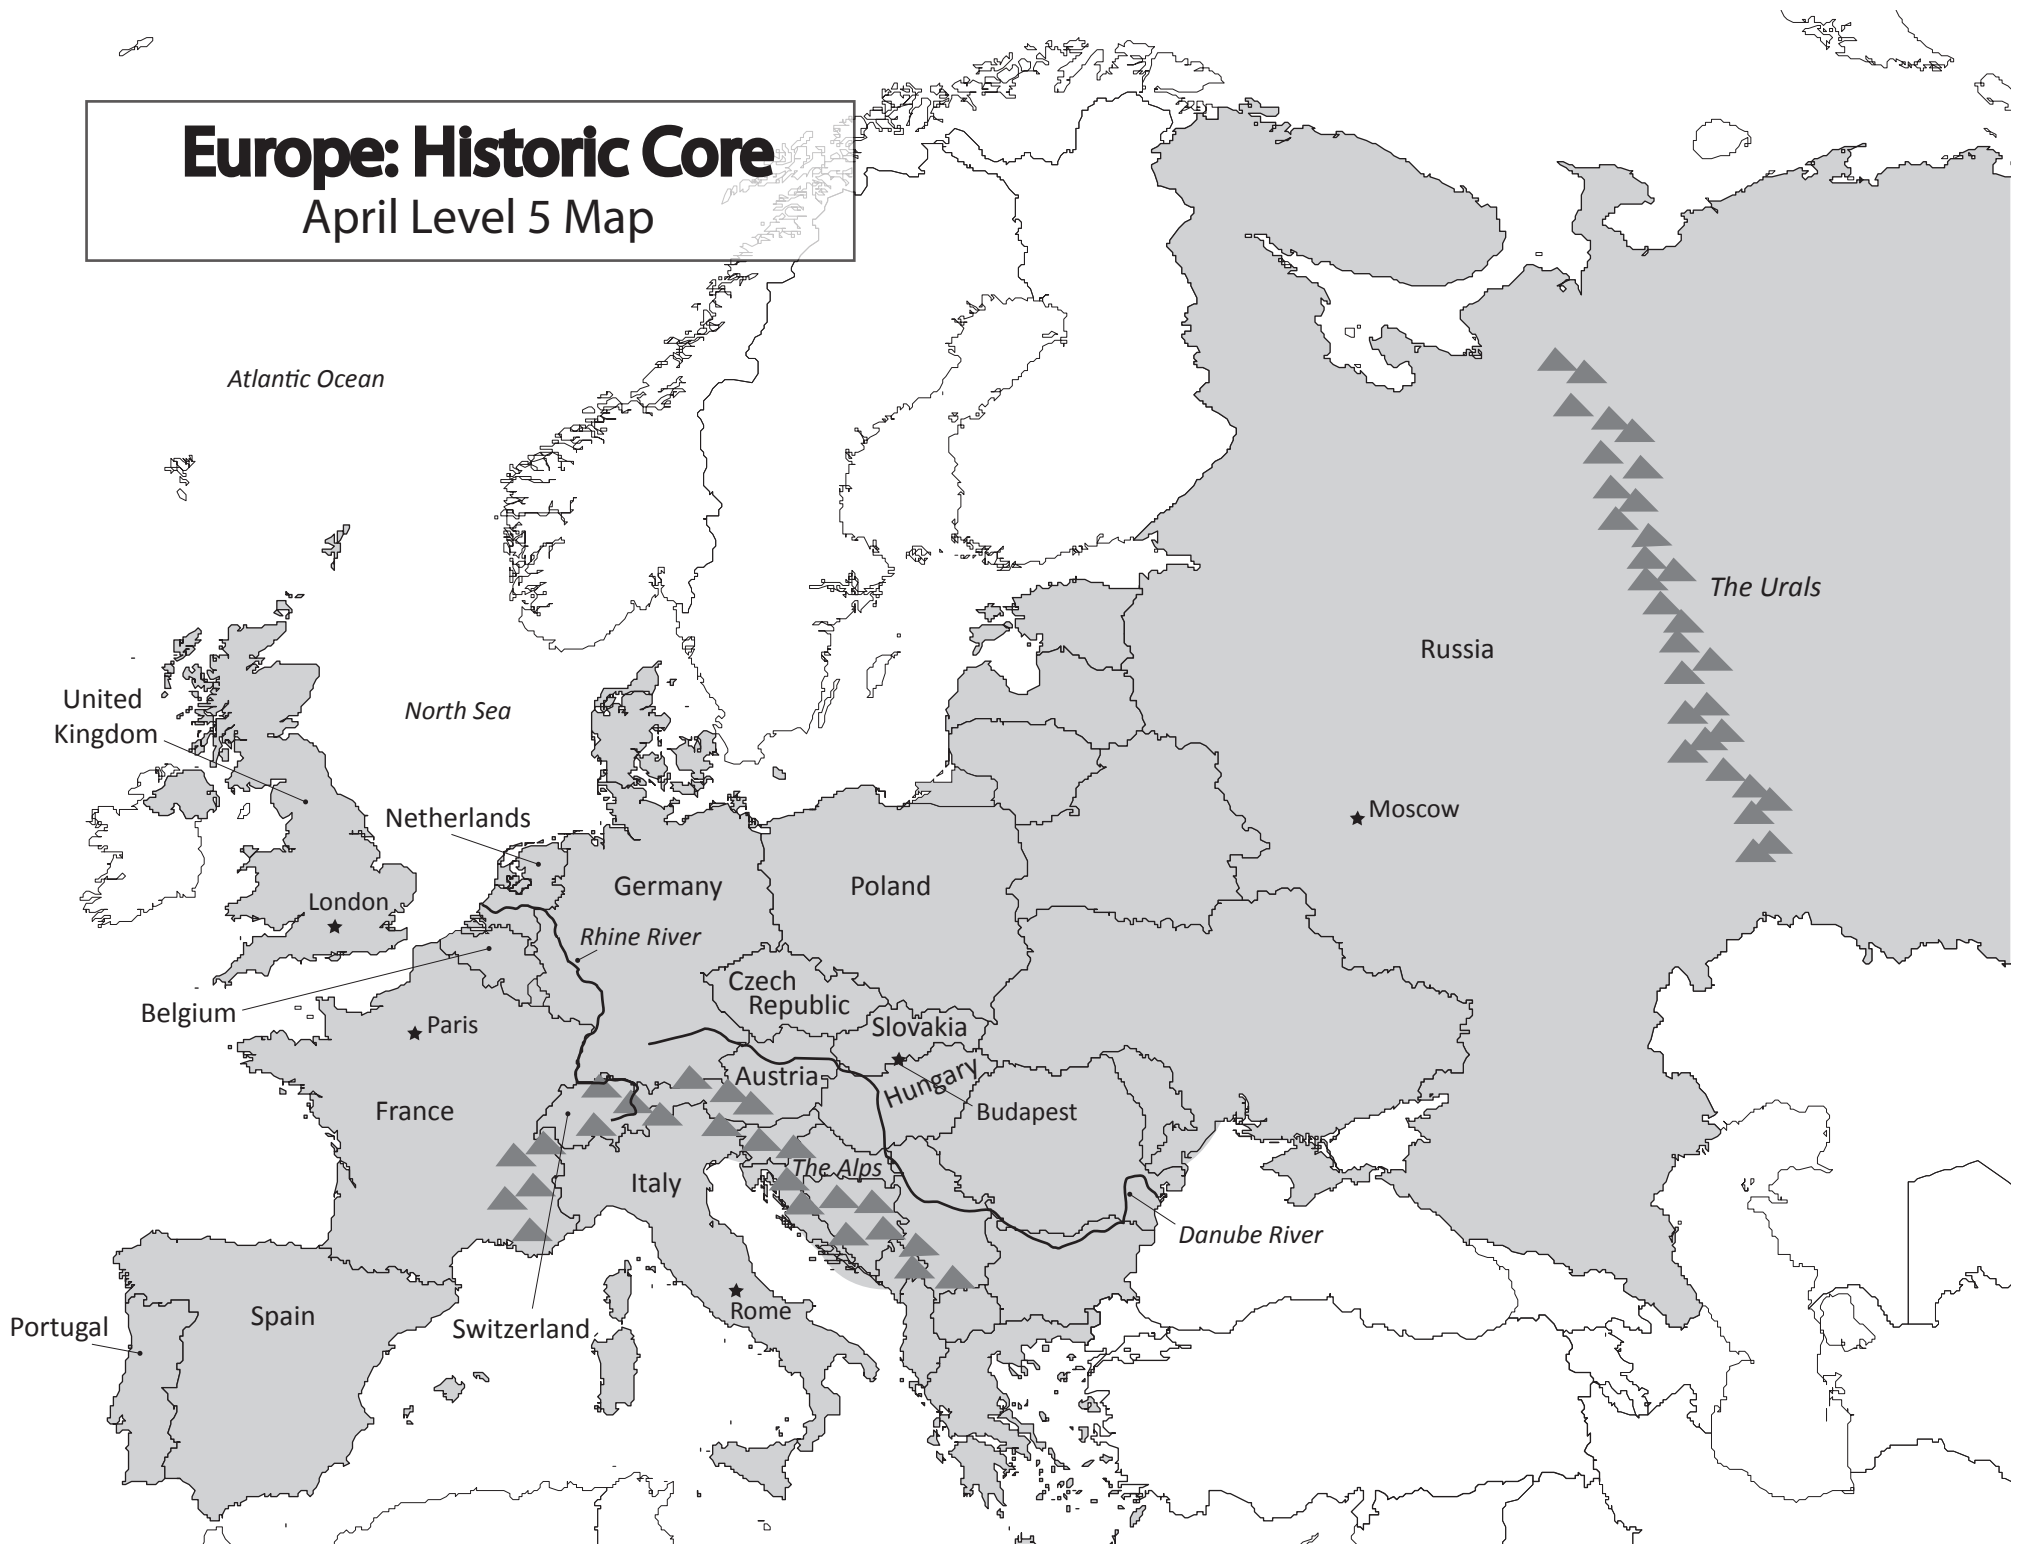 Europe: Historic Core
April Level 5 Map
Atlantic Ocean
The Urals
Russia
United
Kingdom
North Sea
Netherlands
Moscow
Germany
Poland
London
Rhine River
Czech
Republic
Belgium
Paris
Slovakia
Austria
Hungary
France
Budapest
The Alps
Italy
Danube River
Rome
Spain
Portugal
Switzerland